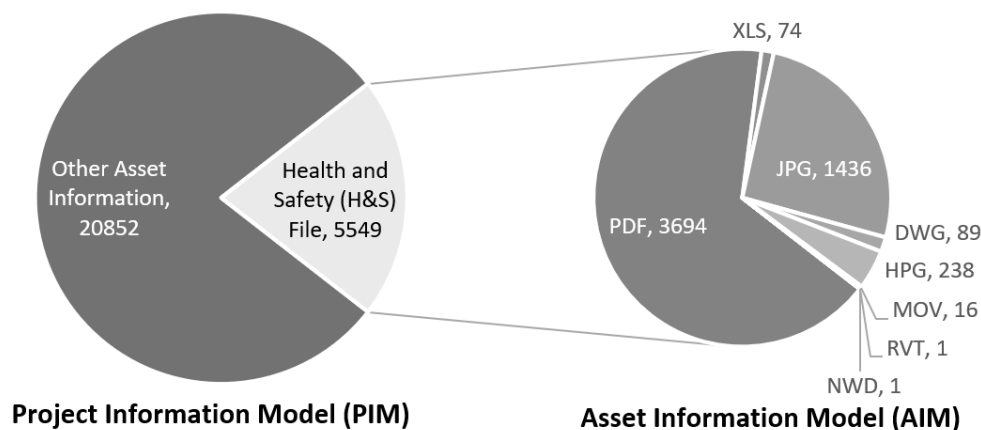 XLS, 74
Other Asset
Information,
20852
Health and
Safety (H&S)
File, 5549
JPG, 1436
PDF, 3694
DWG, 89
HPG, 238
MOV, 16
RVT, 1
NWD, 1
Project Information Model (PIM)
Asset Information Model (AIM)